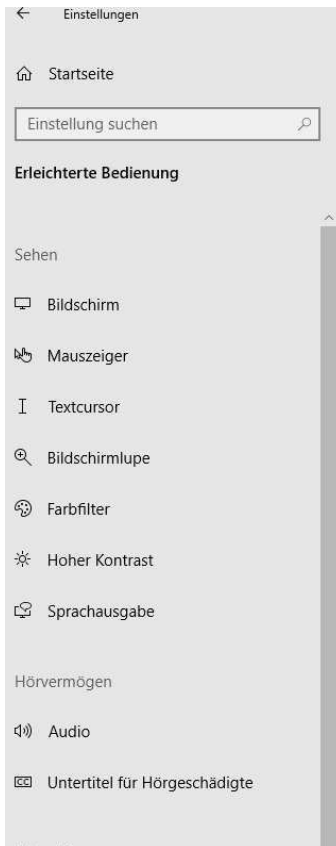 Einstellungen
Startseite
Einstellung suchen
Erleichterte Bedienung
Sehen
Bildschirm
Mauszeiger
Textcursor
Bildschirmlupe
Farbfilter
Hoher Kontrast
Sprachausgabe
Hörvermögen
Audio
CC Untertitel für Hörgeschädigte